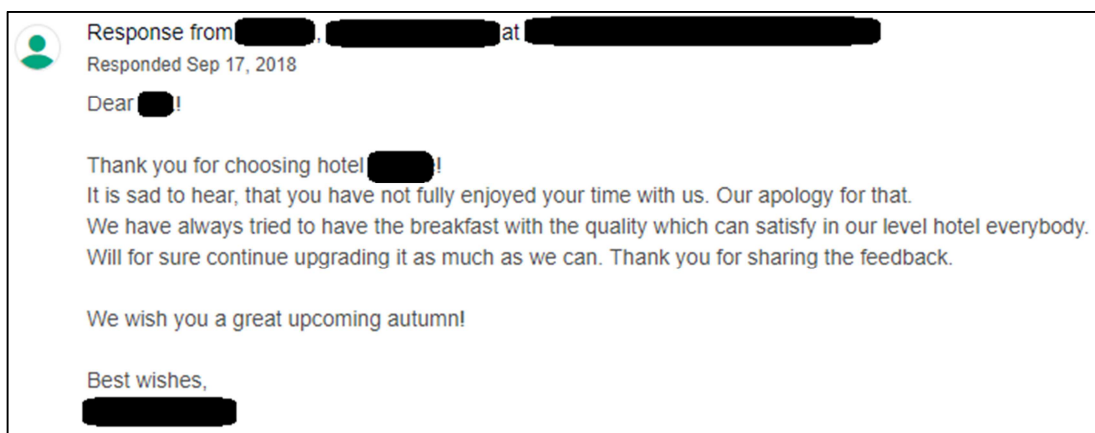 Response from , at
Responded Sep 17, 2018
Dear !
Thank you for choosing hotel !
It is sad to hear, that you have not fully enjoyed your time with us. Our apology for that.
We have always tried to have the breakfast with the quality which can satisfy in our level hotel everybody.
Will for sure continue upgrading it as much as we can. Thank you for sharing the feedback.
We wish you a great upcoming autumn!
Best wishes,